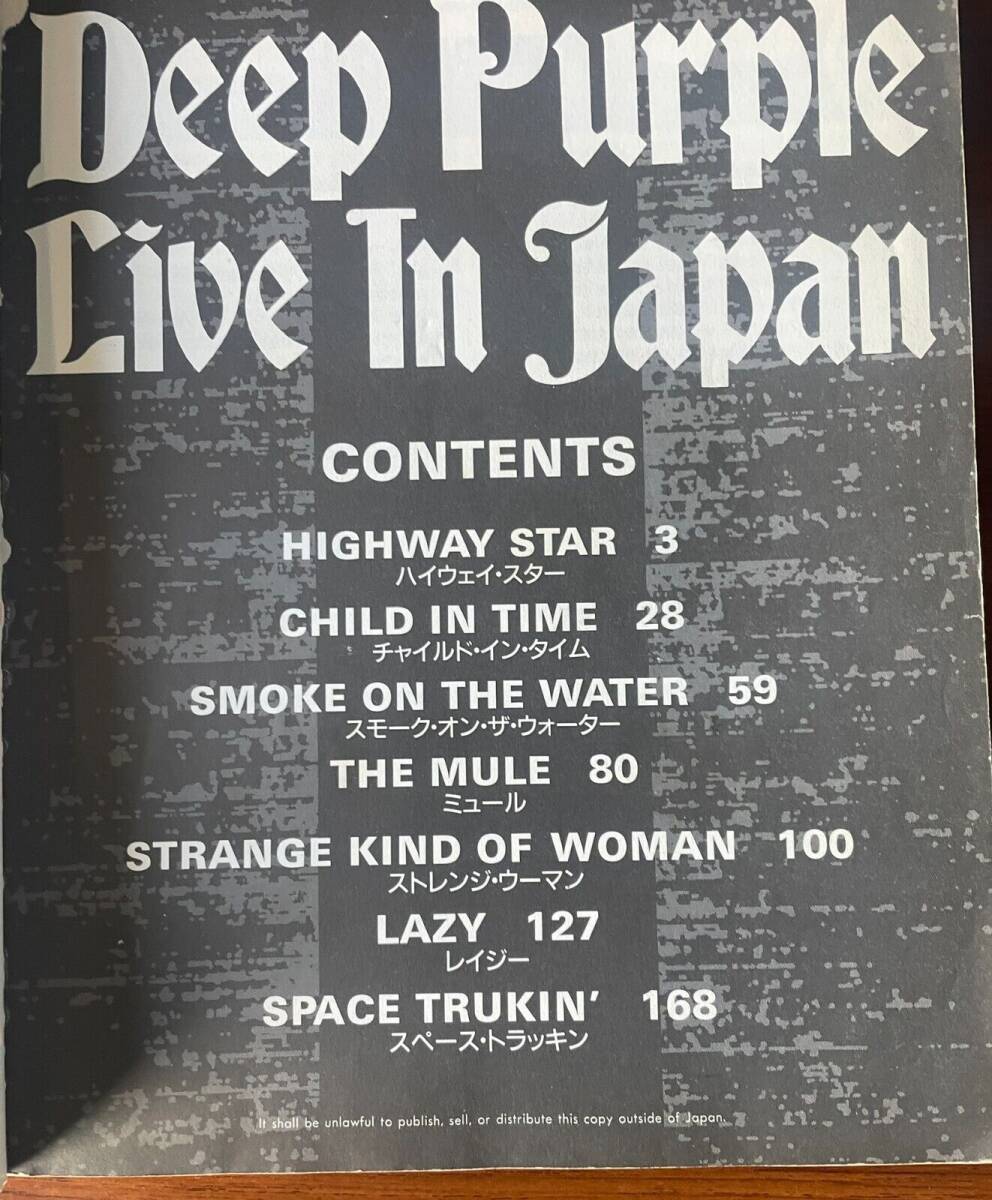 Deep Purple
Live In Japan
CONTENTS
HIGHWAY STAR 3
ハイウェイ・スター
CHILD IN TIME 28
チャイルド・イン・タイム
SMOKE ON THE WATER 59
スモーク・オン・ザ・ウォーター
THE MULE 80
ミュール
STRANGE KIND OF WOMAN 100
ストレンジ・ウーマン
LAZY 127
レイジー
SPACE TRUKIN' 168
スペース・トラッキン
It shall be unlawful to publish, sell, or distribute this copy outside of Japan.